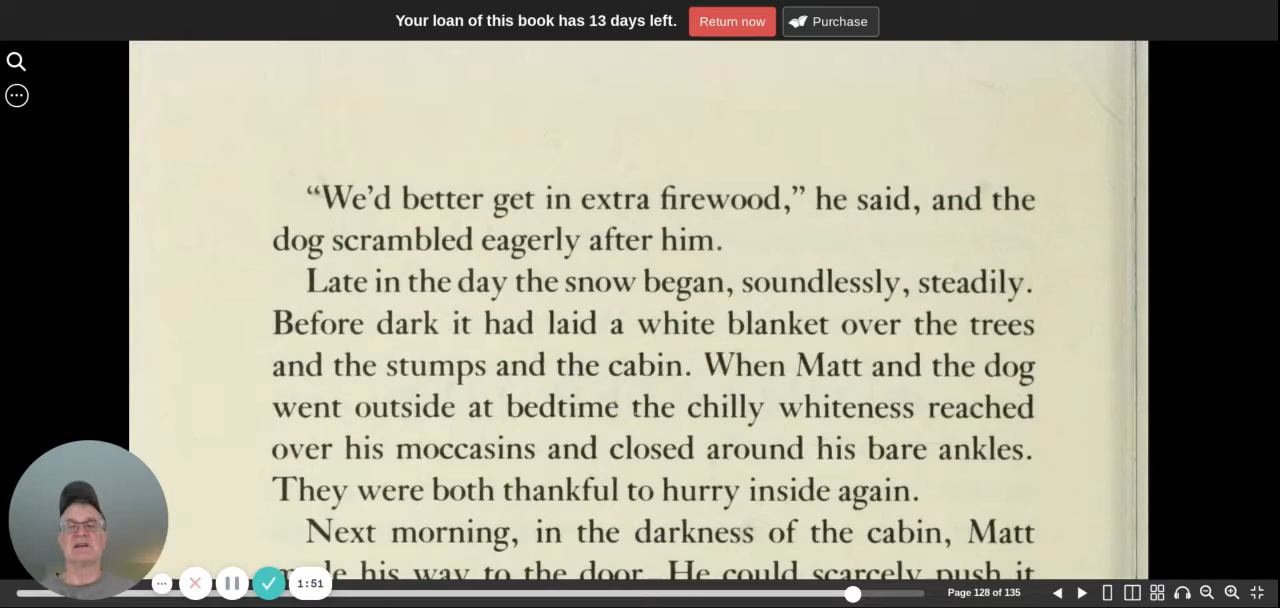 Your loan of this book has 13 days left. Return now Purchase
“We’d better get in extra firewood,” he said, and the
dog scrambled eagerly after him.
Late in the day the snow began, soundlessly, steadily.
Before dark it had laid a white blanket over the trees
and the stumps and the cabin. When Matt and the dog
went outside at bedtime the chilly whiteness reached
over his moccasins and closed around his bare ankles.
They were both thankful to hurry inside again.
Next morning, in the darkness of the cabin, Matt
his way to the door. He could scarcely push it
1:51
Page 128 of 135